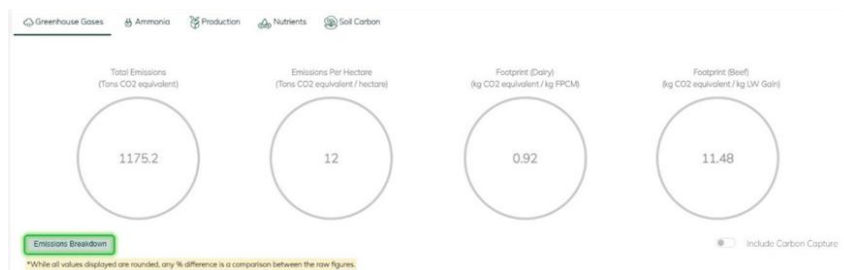 Greenhouse Gases Ammonia Production Nutrients Soil Carbon
Total Emissions Emissions Per Hectare Footprint (Dairy) Footprint (Beef)
(Tons CO2 equivalent) (Tons CO2 equivalent / hectare) (kg CO2 equivalent / kg FPCM) (kg CO2 equivalent / kg LW Gain)
1175.2 12 0.92 11.48
Emissions Breakdown Include Carbon Capture
*While all values displayed are rounded, any % difference is a comparison between the raw figures.